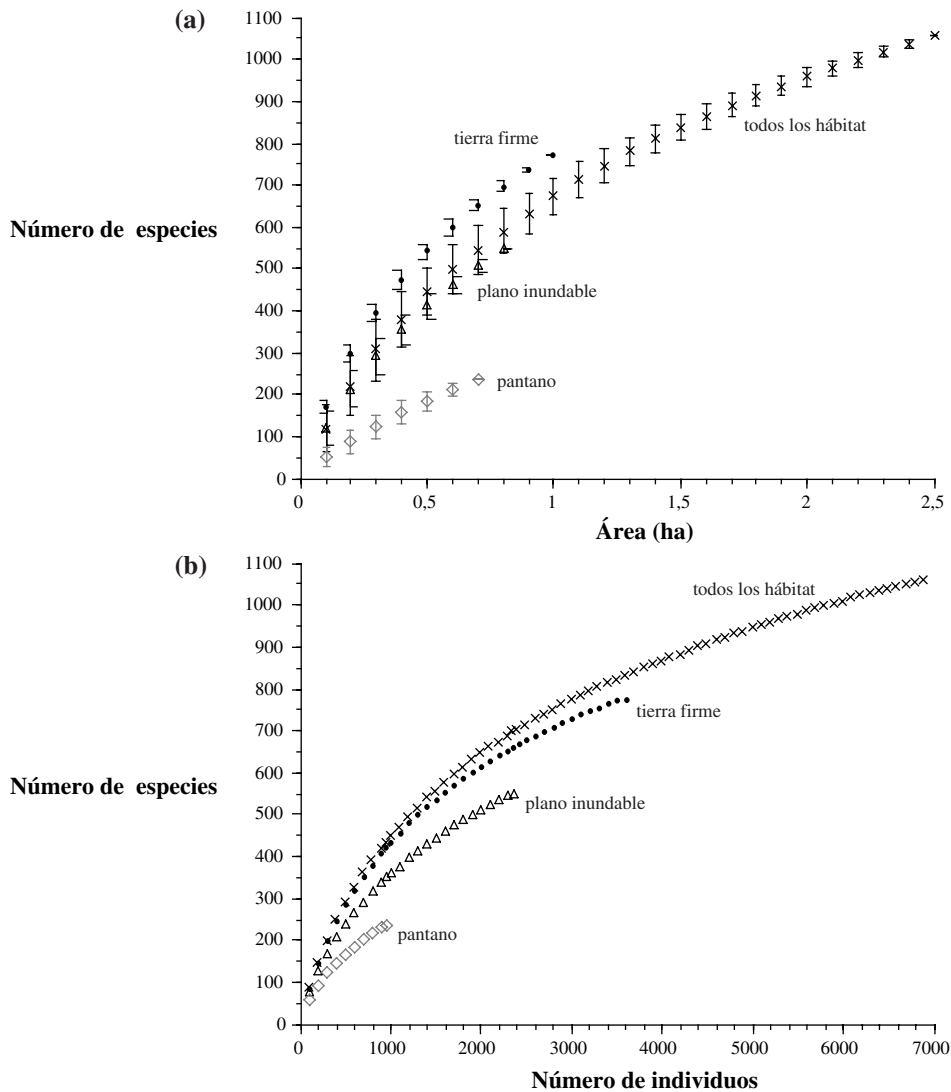 (a)
1100
1000
900
800
700
600
500
400
300
200
100
0
Número de especies
tierra firme
todos los hábitat
plano inundable
pantano
0 0,5 1 1,5 2 2,5
Área (ha)
(b)
1100
1000
900
800
700
600
500
400
300
200
100
0
Número de especies
todos los hábitat
tierra firme
plano inundable
pantano
0 1000 2000 3000 4000 5000 6000 7000
Número de individuos